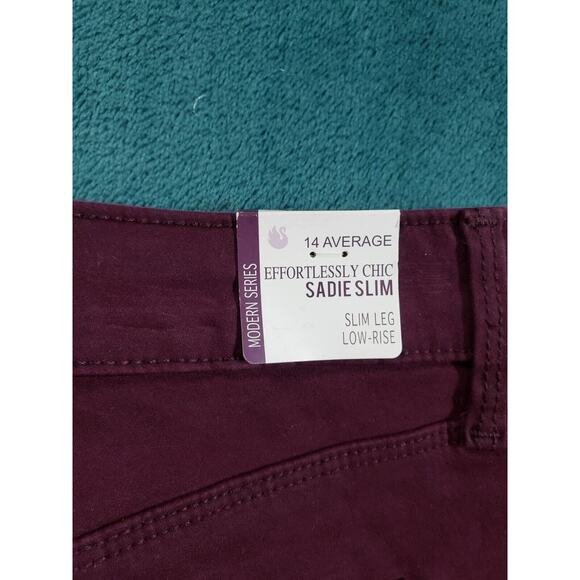 14 AVERAGE
EFFORTLESSLY CHIC
SADIE SLIM
SLIM LEG
LOW-RISE
MODERN SERIES